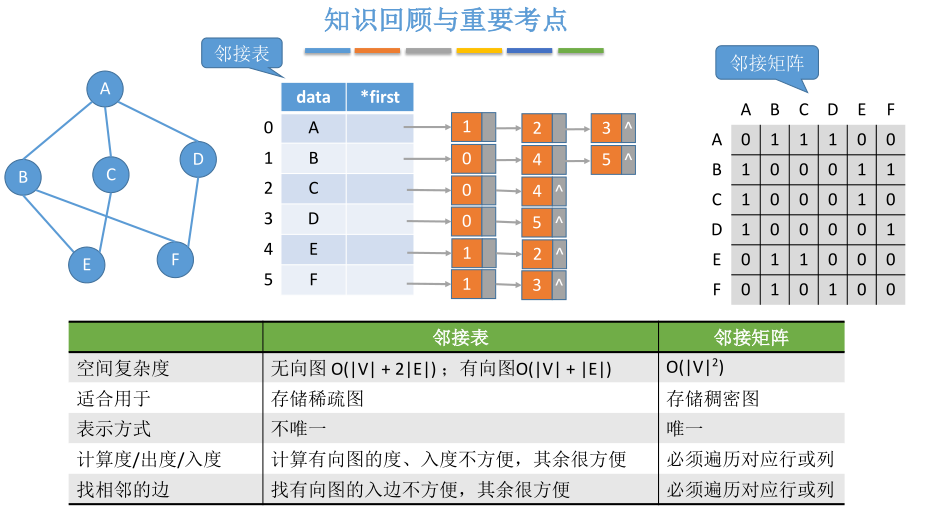 知识回顾与重要考点
邻接表
邻接矩阵
A
B
C
D
E
F
data *first
0 A 1 2 3 ^
1 B 0 4 5 ^
2 C 0 4 ^
3 D 0 5 ^
4 E 1 2 ^
5 F 1 3 ^
A B C D E F
A 0 1 1 1 0 0
B 1 0 0 0 1 1
C 1 0 0 0 1 0
D 1 0 0 0 0 1
E 0 1 1 0 0 0
F 0 1 0 1 0 0
邻接表 邻接矩阵
空间复杂度 无向图 O(|V| + 2|E|)；有向图O(|V| + |E|) O(|V|²)
适合用于 存储稀疏图 存储稠密图
表示方式 不唯一 唯一
计算度/出度/入度 计算有向图的度、入度不方便，其余很方便 必须遍历对应行或列
找相邻的边 找有向图的入边不方便，其余很方便 必须遍历对应行或列